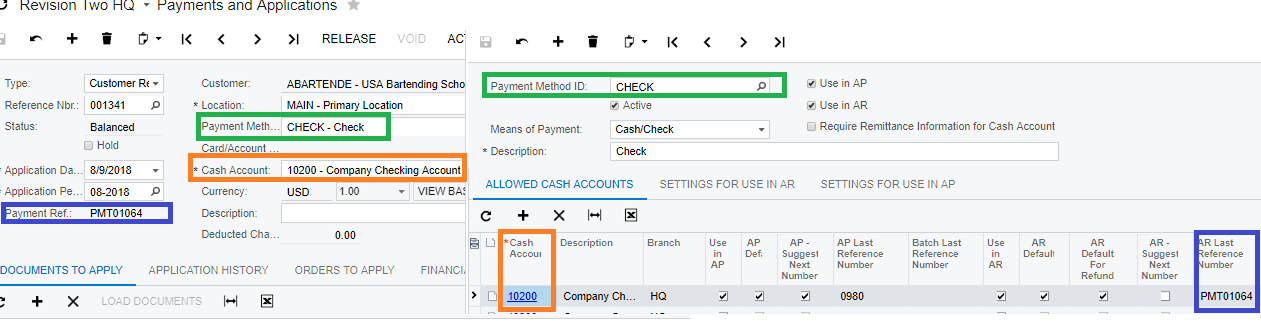 Revision Two HQ Payments and Applications
RELEASE VOID ACT
Type: Customer Re
Reference Nbr.: 001341
Status: Balanced
Hold
* Application Da... 8/9/2018
* Application Pe... 08-2018
Payment Ref.: PMT01064
Customer: ABARTENDE - USA Bartending Scho
* Location: MAIN - Primary Location
Payment Meth... CHECK - Check
Card/Account ...
* Cash Account: 10200 - Company Checking Account
Currency: USD 1.00 VIEW BAS
Description:
Deducted Cha... 0.00
DOCUMENTS TO APPLY APPLICATION HISTORY ORDERS TO APPLY FINANCI
LOAD DOCUMENTS
Payment Method ID: CHECK
Active
Means of Payment: Cash/Check
* Description: Check
Use in AP
Use in AR
Require Remittance Information for Cash Account
ALLOWED CASH ACCOUNTS SETTINGS FOR USE IN AR SETTINGS FOR USE IN AP
* Cash Accour Description Branch Use in AP AP Defa. AP - Suggest Next Number AP Last Reference Number Batch Last Reference Number Use in AR AR Default AR Default For Refund AR - Suggest Next Number AR Last Reference Number
10200 Company Ch... HQ 0980 PMT01064